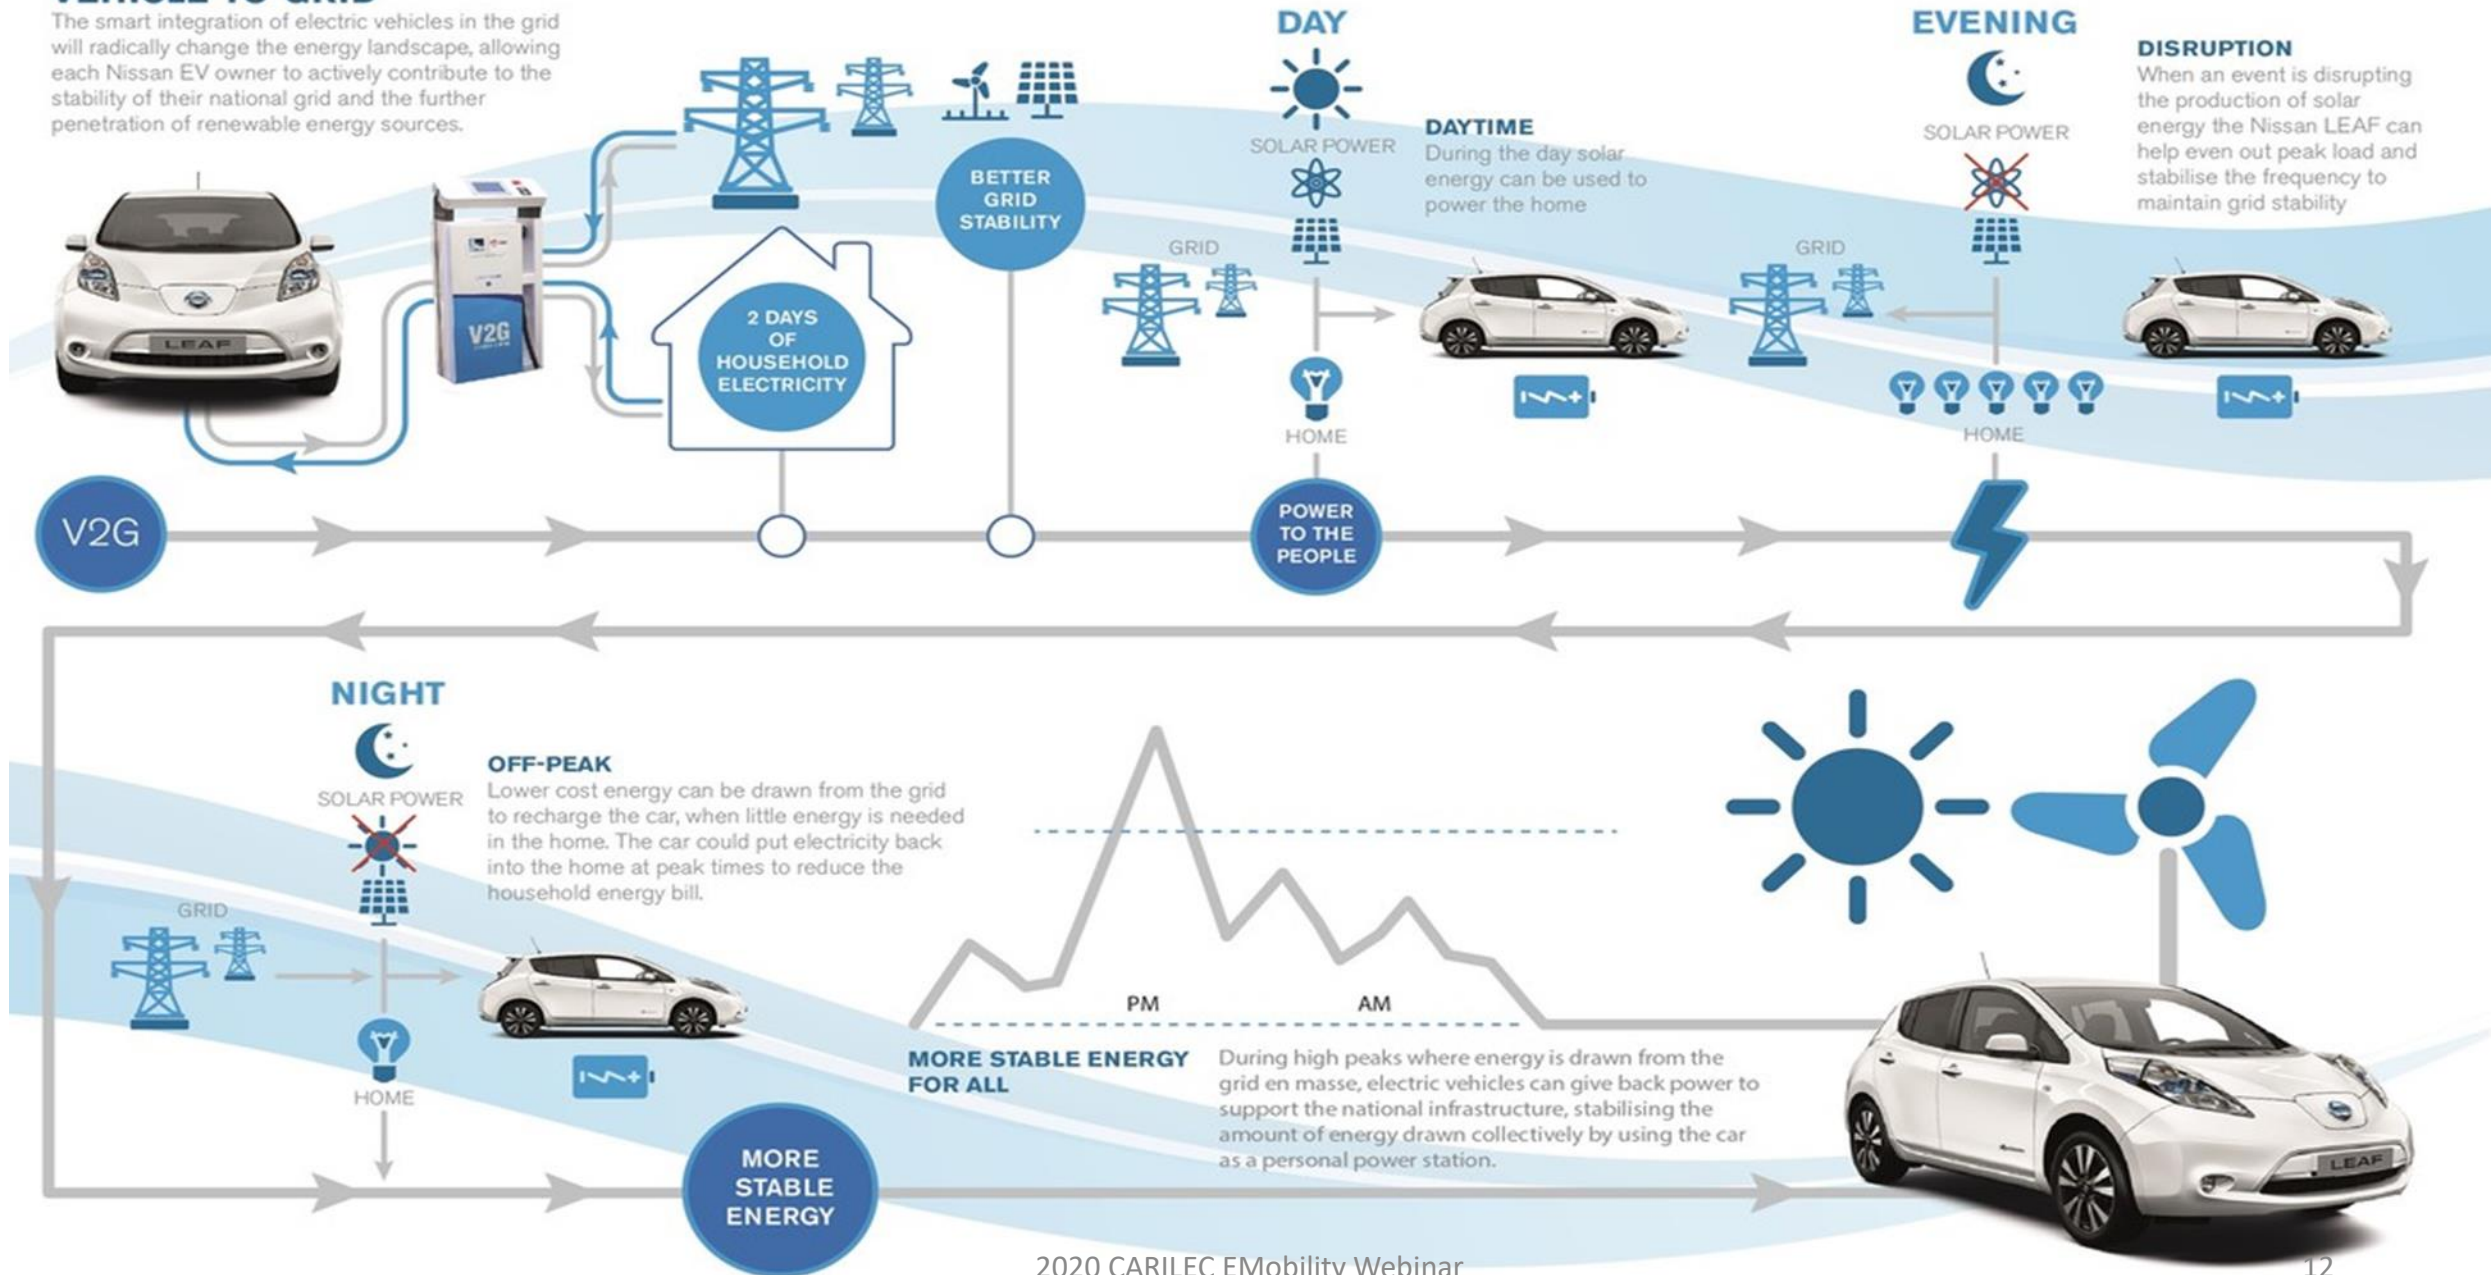 VEHICLE TO GRID
The smart integration of electric vehicles in the grid
will radically change the energy landscape, allowing
each Nissan EV owner to actively contribute to the
stability of their national grid and the further
penetration of renewable energy sources.
LEAF
V2G
2 DAYS
OF
HOUSEHOLD
ELECTRICITY
BETTER
GRID
STABILITY
DAY
SOLAR POWER
DAYTIME
During the day solar
energy can be used to
power the home
GRID
HOME
EVENING
SOLAR POWER
DISRUPTION
When an event is disrupting
the production of solar
energy the Nissan LEAF can
help even out peak load and
stabilise the frequency to
maintain grid stability
GRID
HOME
V2G
POWER
TO THE
PEOPLE
NIGHT
SOLAR POWER
OFF-PEAK
Lower cost energy can be drawn from the grid
to recharge the car, when little energy is needed
in the home. The car could put electricity back
into the home at peak times to reduce the
household energy bill.
GRID
HOME
PM
AM
MORE STABLE ENERGY
FOR ALL
During high peaks where energy is drawn from the
grid en masse, electric vehicles can give back power to
support the national infrastructure, stabilising the
amount of energy drawn collectively by using the car
as a personal power station.
MORE
STABLE
ENERGY
LEAF
2020 CARILEC EMobility Webinar
12